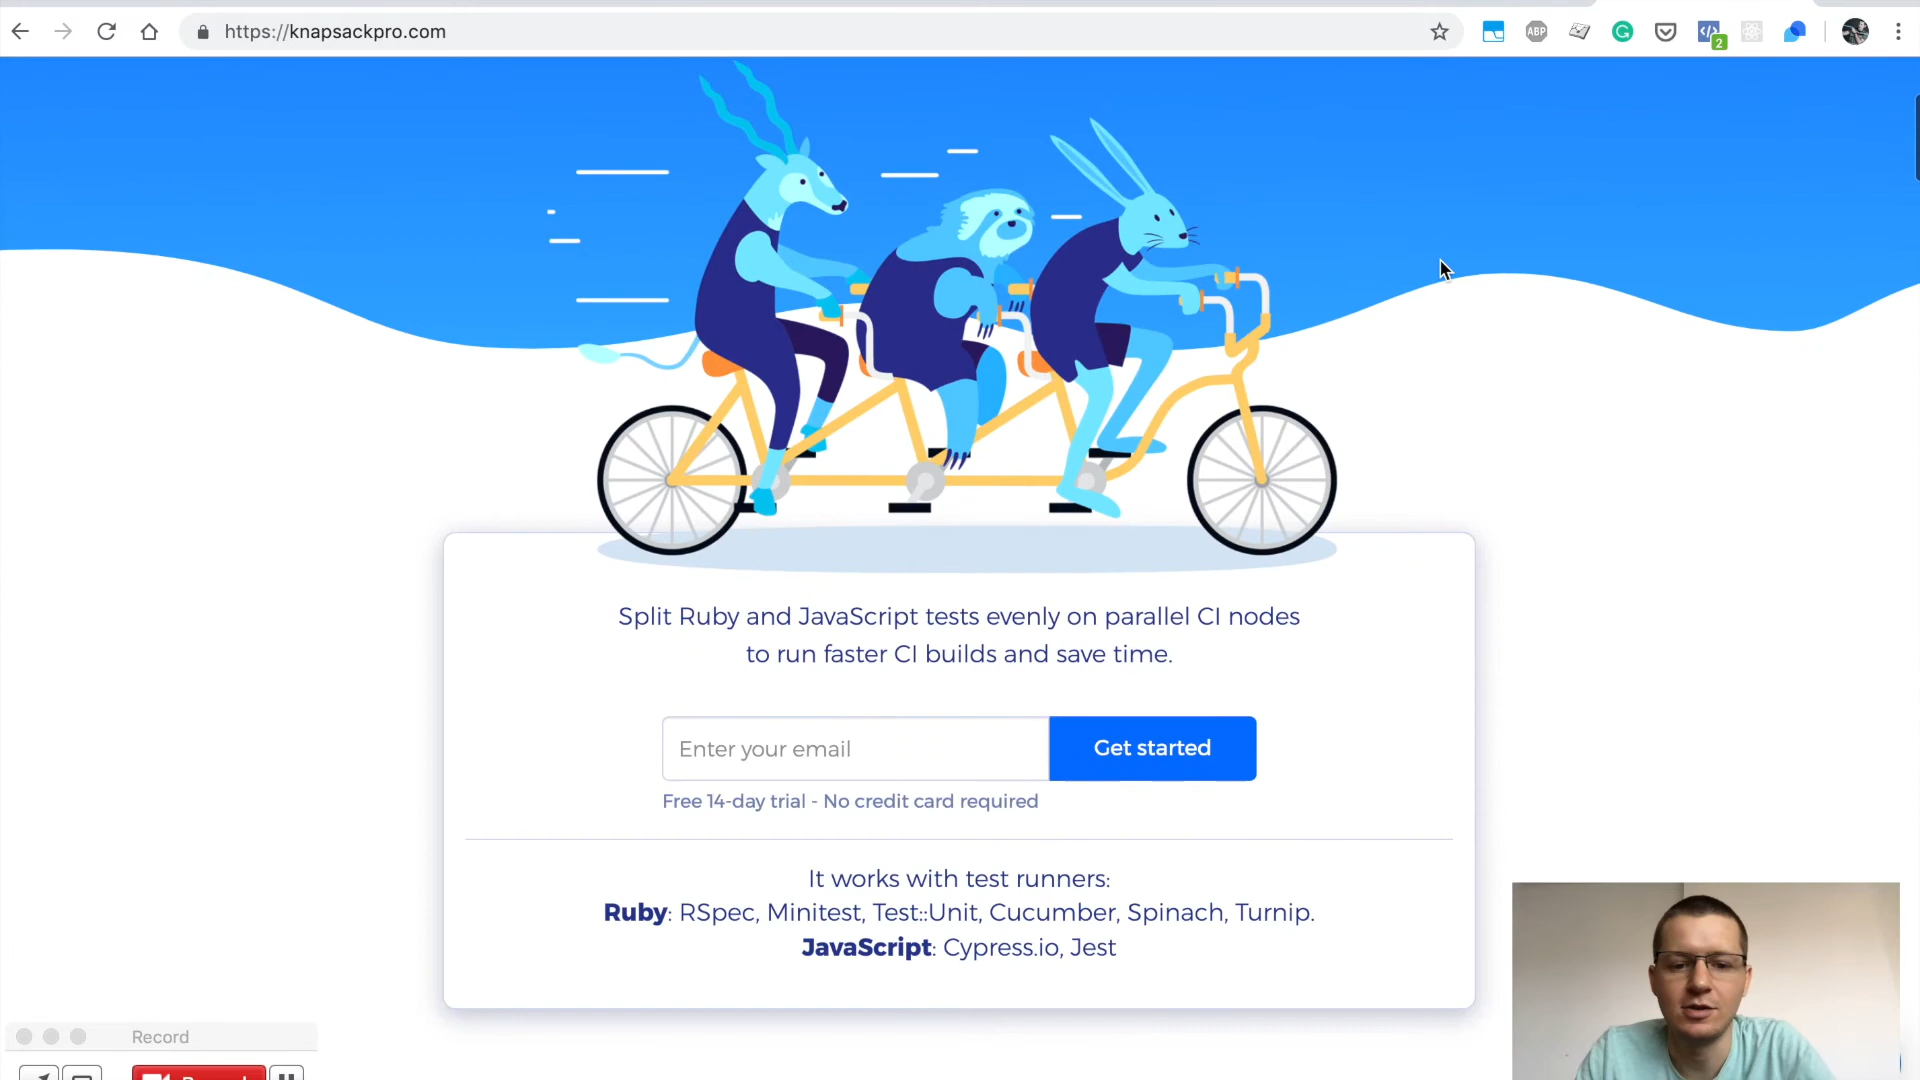 https://knapsackpro.com
ABP
2
Split Ruby and JavaScript tests evenly on parallel CI nodes
to run faster CI builds and save time.
Enter your email
Get started
Free 14-day trial - No credit card required
It works with test runners:
Ruby: RSpec, Minitest, Test::Unit, Cucumber, Spinach, Turnip.
JavaScript: Cypress.io, Jest
Record